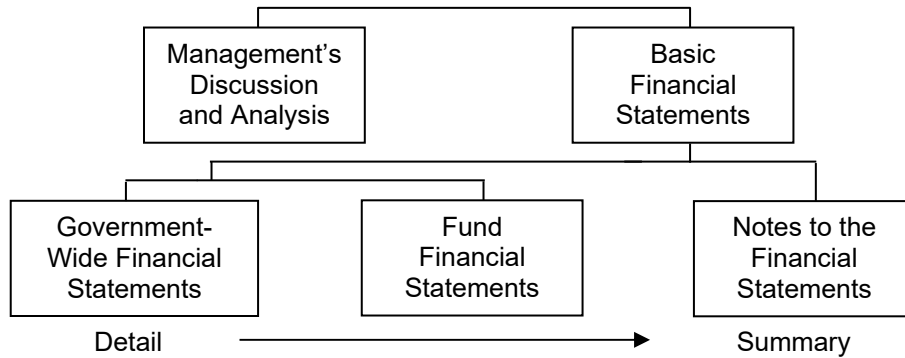 Management’s
Discussion
and Analysis
Basic
Financial
Statements
Government-
Wide Financial
Statements
Fund
Financial
Statements
Notes to the
Financial
Statements
Detail
Summary